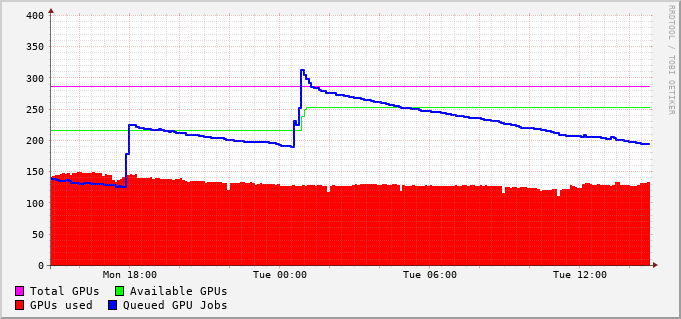 400
350
300
250
200
150
100
50
0
Mon 18:00 Tue 00:00 Tue 06:00 Tue 12:00
Total GPUs Available GPUs
GPUs used Queued GPU Jobs
RRDTOOL / TOBI OETIKER